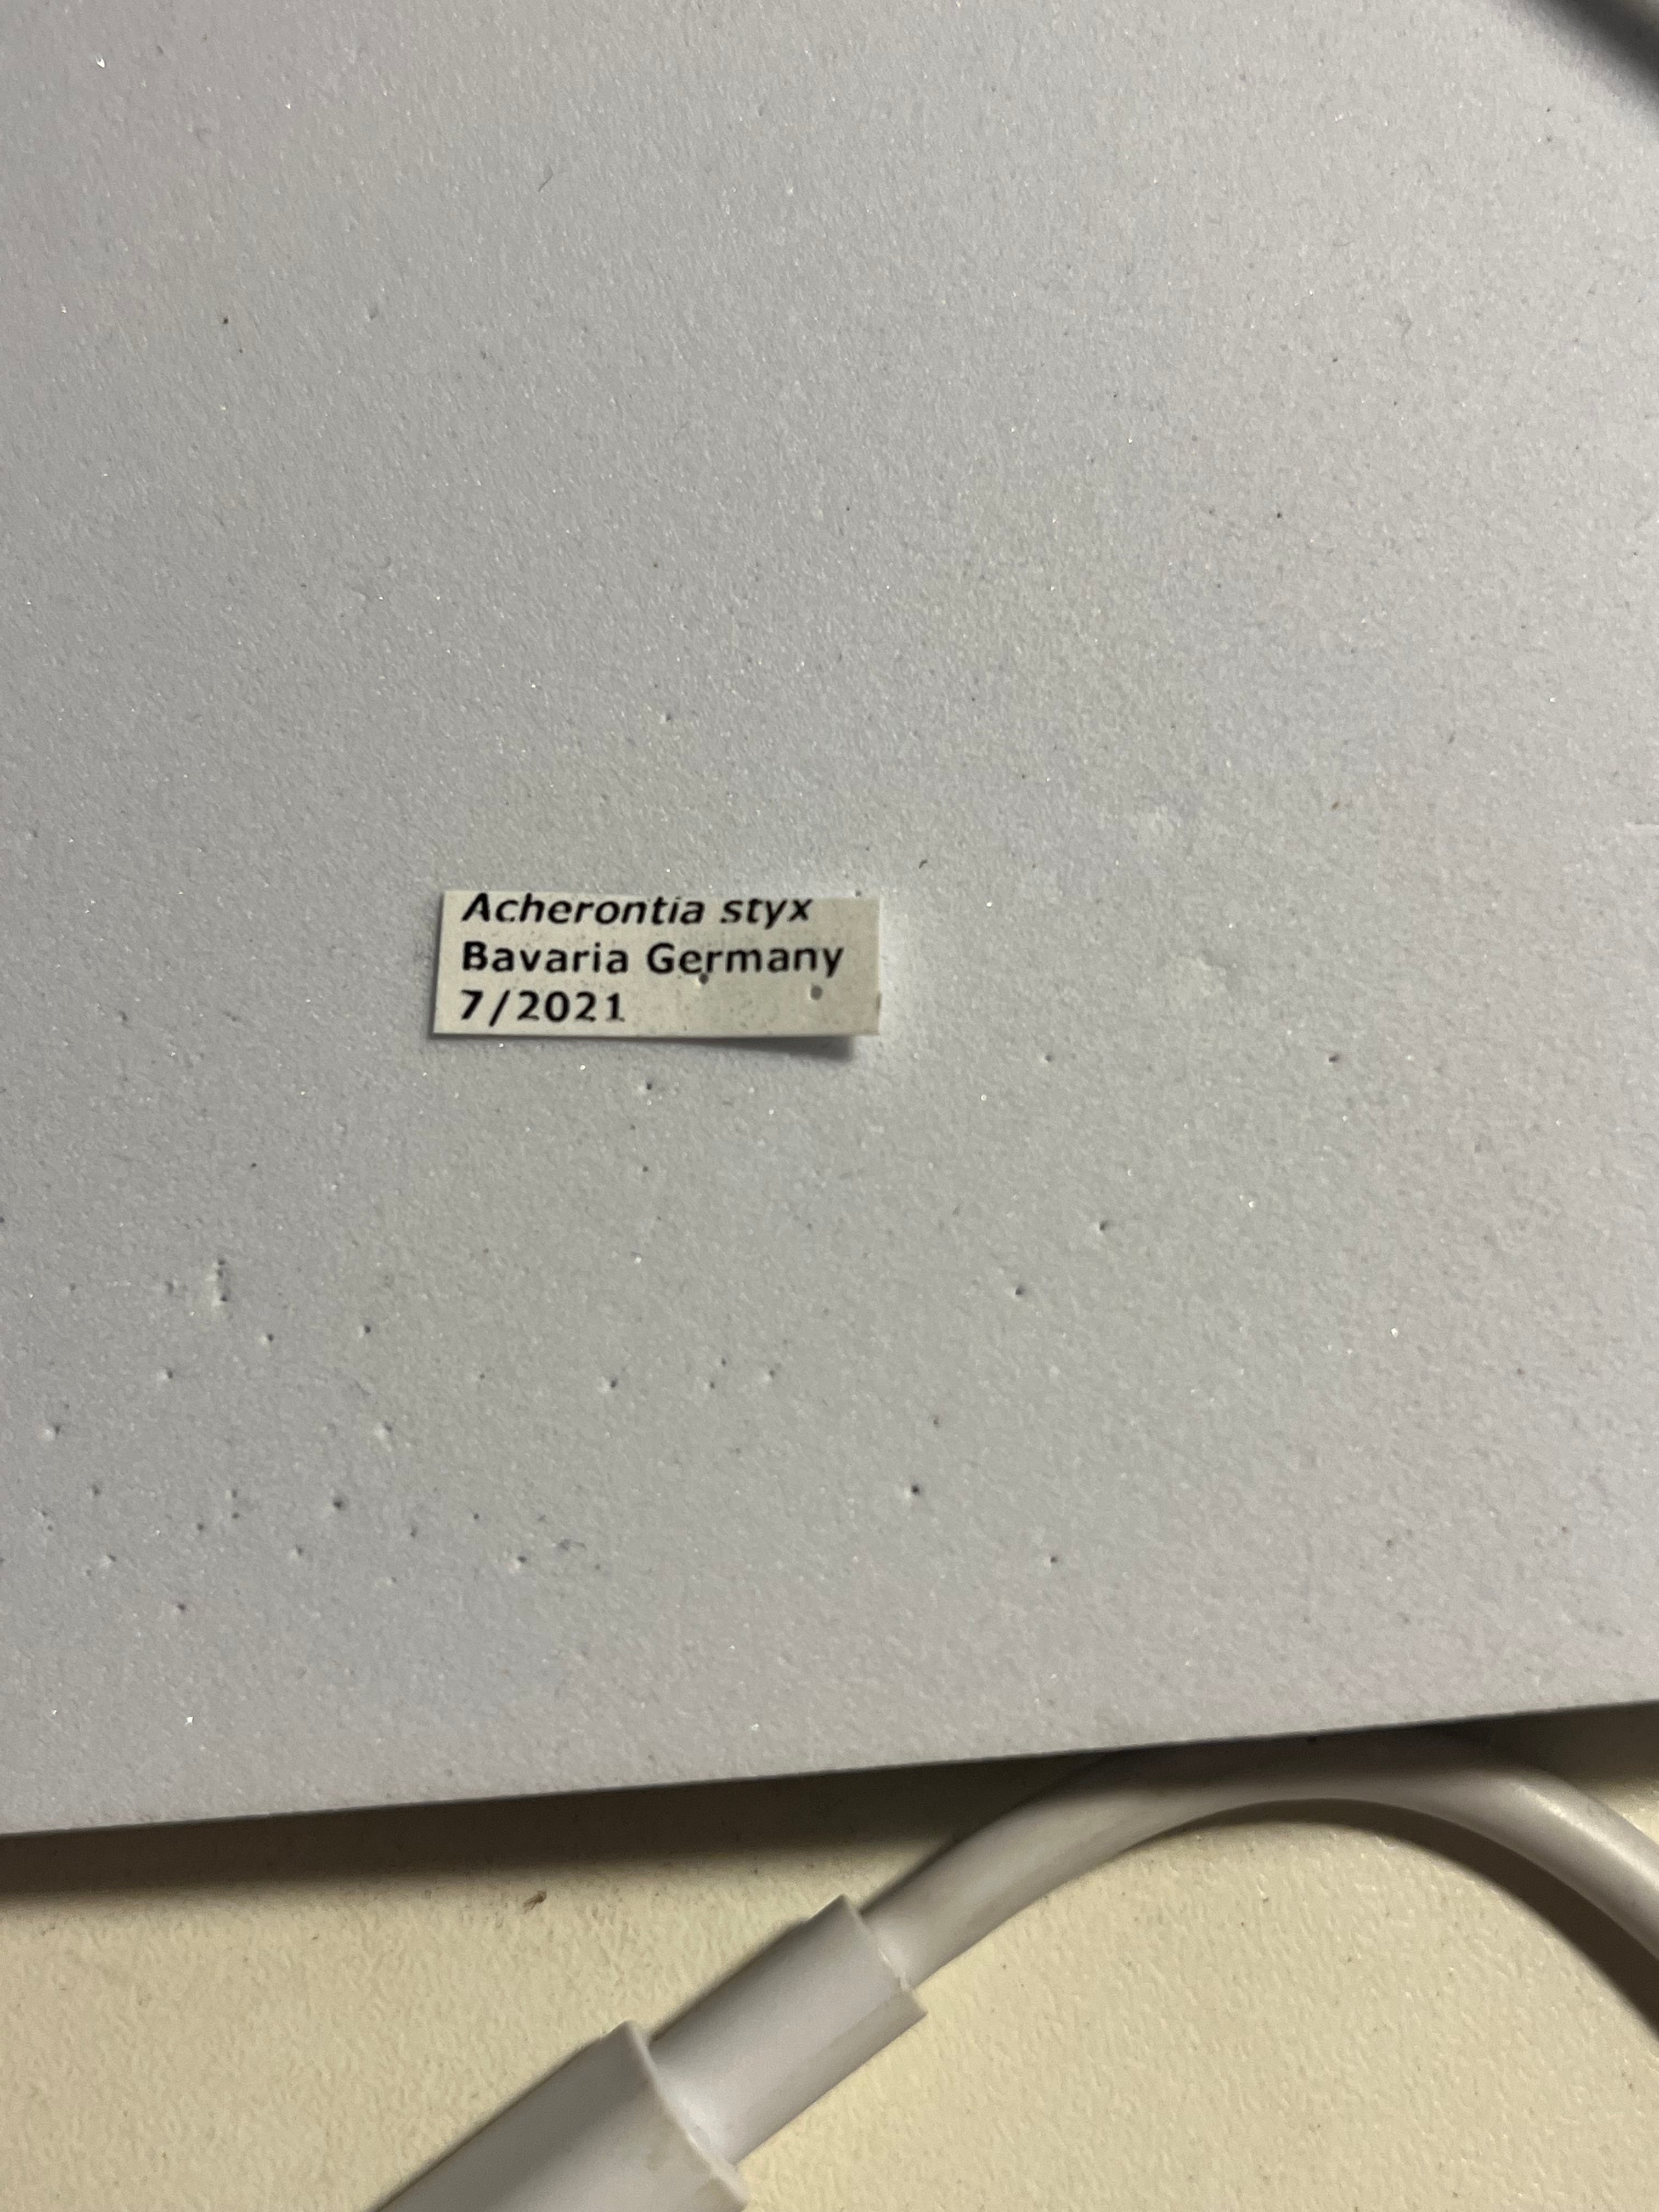 Acherontia styx
Bavaria Germany
7/2021